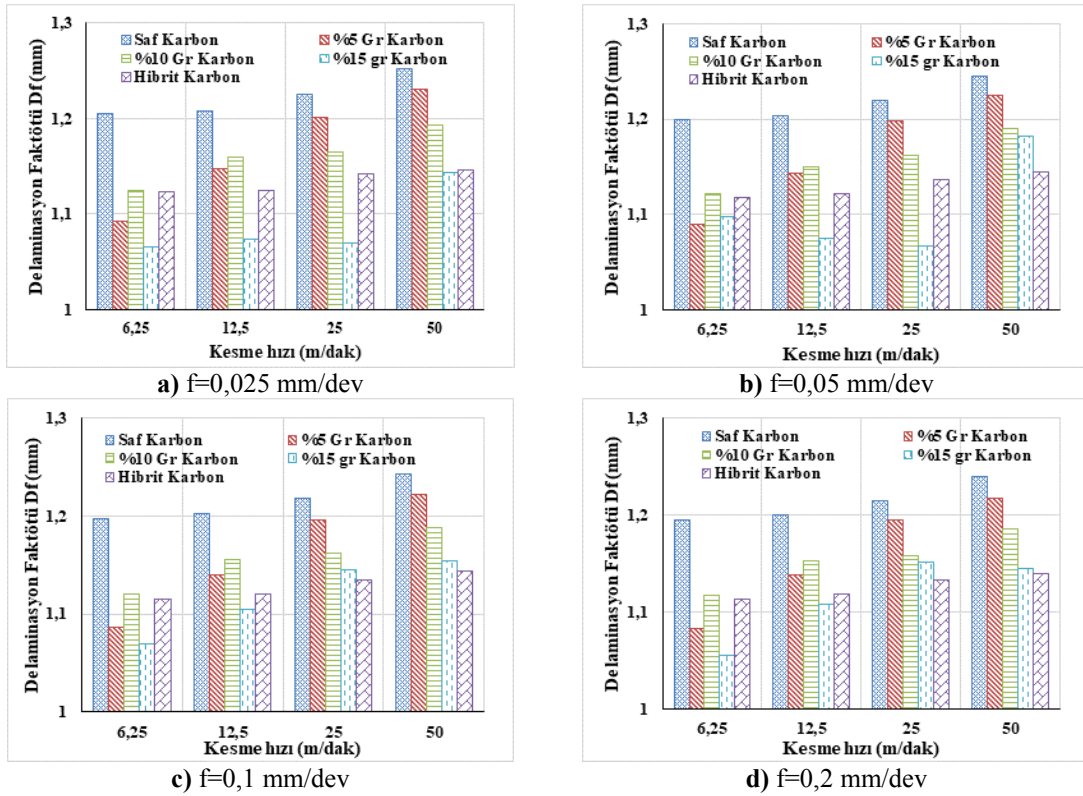 1,3
Saf Karbon
%5 Gr Karbon
%10 Gr Karbon
%15 gr Karbon
Hibrit Karbon
1,2
1,1
1
Delaminasyon Faktötü Df (mm)
6,25
12,5
25
50
Kesme hızı (m/dak)
a) f=0,025 mm/dev
1,3
Saf Karbon
%5 Gr Karbon
%10 Gr Karbon
%15 gr Karbon
Hibrit Karbon
1,2
1,1
1
Delaminasyon Faktötü Df (mm)
6,25
12,5
25
50
Kesme hızı (m/dak)
b) f=0,05 mm/dev
1,3
Saf Karbon
%5 Gr Karbon
%10 Gr Karbon
%15 gr Karbon
Hibrit Karbon
1,2
1,1
1
Delaminasyon Faktötü Df (mm)
6,25
12,5
25
50
Kesme hızı (m/dak)
c) f=0,1 mm/dev
1,3
Saf Karbon
%5 Gr Karbon
%10 Gr Karbon
%15 gr Karbon
Hibrit Karbon
1,2
1,1
1
Delaminasyon Faktötü Df (mm)
6,25
12,5
25
50
Kesme hızı (m/dak)
d) f=0,2 mm/dev